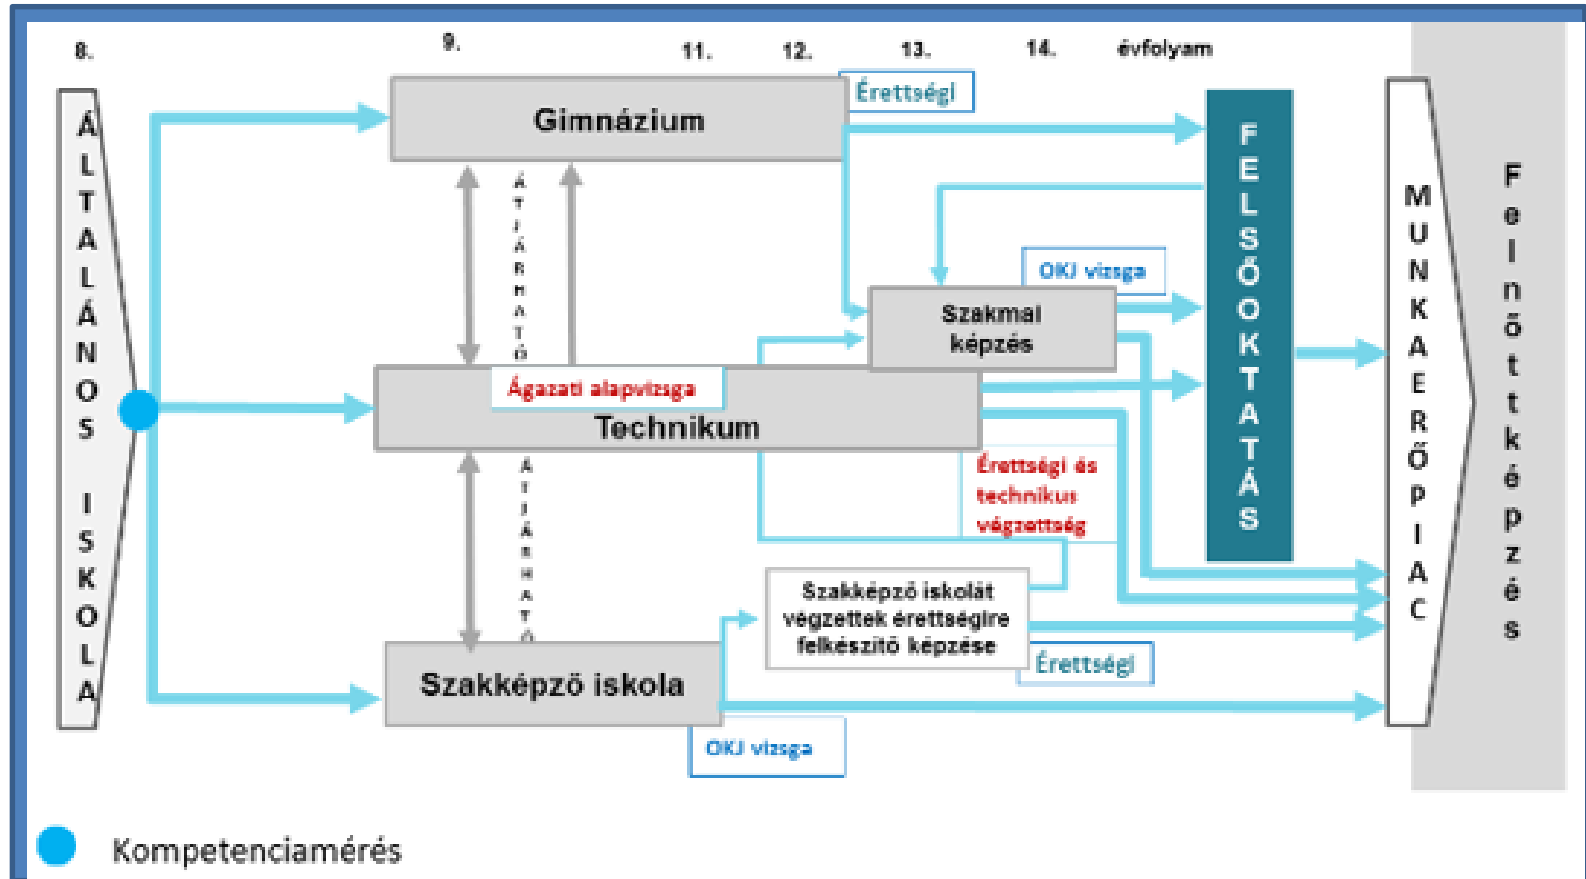 8. 9. 11. 12. 13. 14. évfolyam
ÁLTALÁNOS ISKOLA
Gimnázium
Érettségi
ÁTJÁRHATÓ
OKJ vizsga
Szakmai
képzés
Ágazati alapvizsga
Technikum
ÁTJÁRHATÓ
Érettségi és
technikus
végzettség
Szakképző iskolát
végzettek érettségire
felkészítő képzése
Érettségi
Szakképző iskola
OKJ vizsga
FELSŐOKTATÁS
MUNKAERŐPIAC
Felnőttképzés
Kompetenciamérés